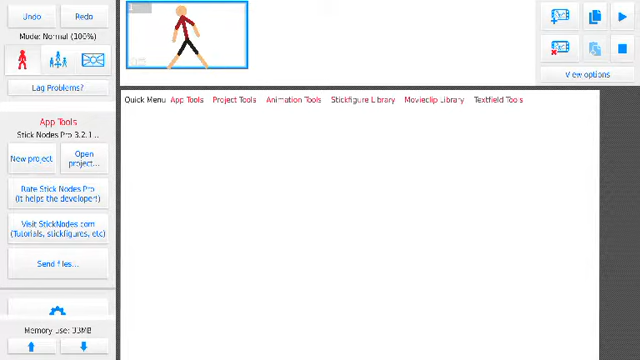 Undo
Redo
Mode: Normal (100%)
Lag Problems?
App Tools
Stick Nodes Pro 3.2.1 ..
New project
Open
project...
Rate Stick Nodes Pro
(It helps the developer!)
Visit StickNodes.com
(Tutorials, stickfigures, etc)
Send files...
Memory use: 33MB
View options
Quick Menu App Tools Project Tools Animation Tools Stickfigure Library Movieclip Library Textfield Tools